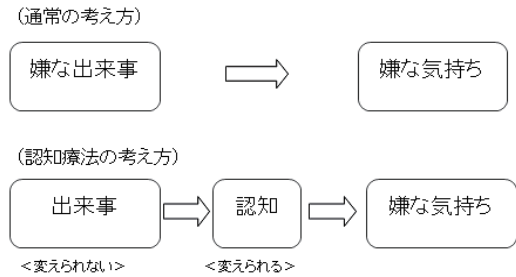 (通常の考え方)
嫌な出来事
嫌な気持ち
(認知療法の考え方)
出来事
認知
嫌な気持ち
<変えられない>
<変えられる>